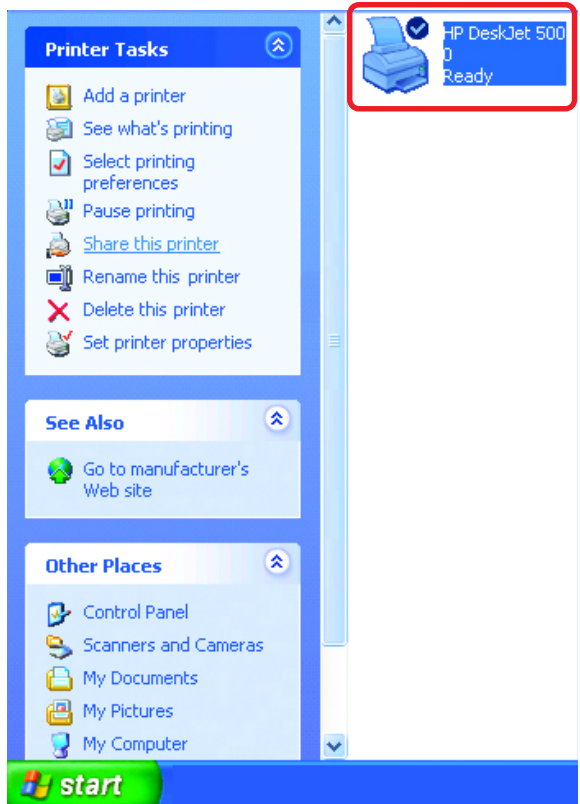 Printer Tasks
Add a printer
See what's printing
Select printing
preferences
Pause printing
Share this printer
Rename this printer
Delete this printer
Set printer properties
See Also
Go to manufacturer's
Web site
Other Places
Control Panel
Scanners and Cameras
My Documents
My Pictures
My Computer
HP DeskJet 500
0
Ready
start